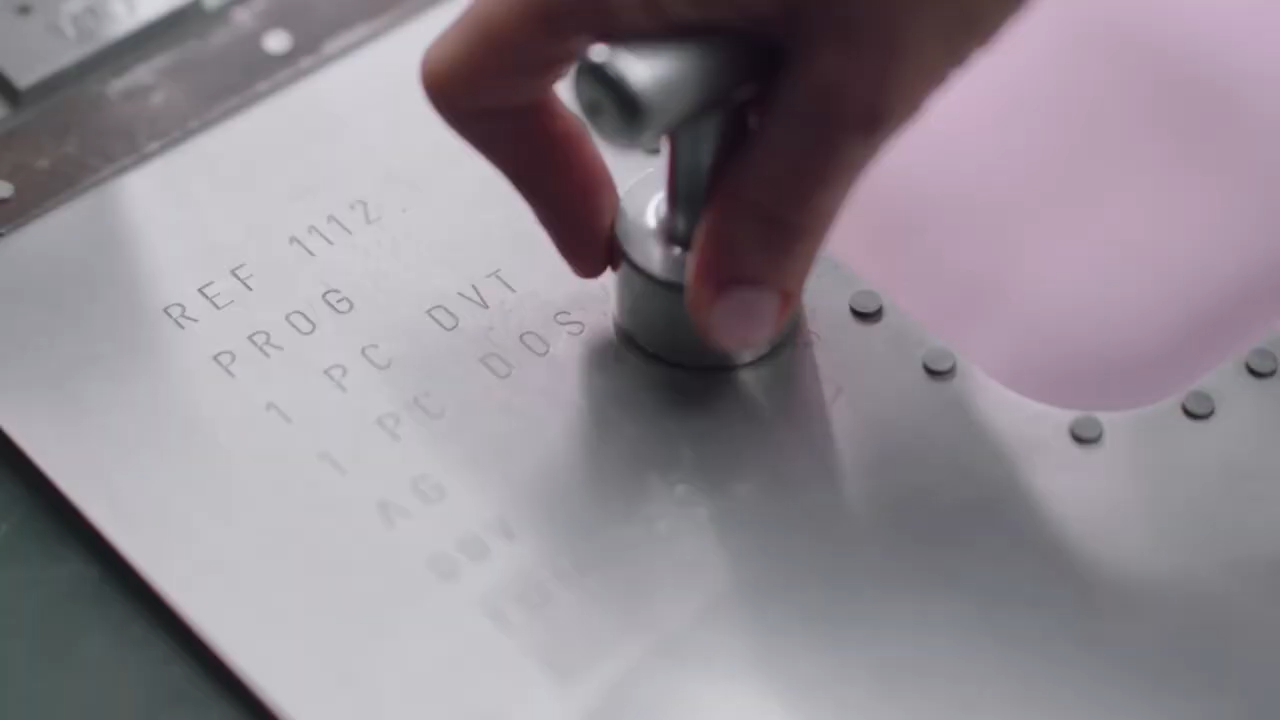 REF 1112
PROG
1 PC DVT
1 PC DOS
AG